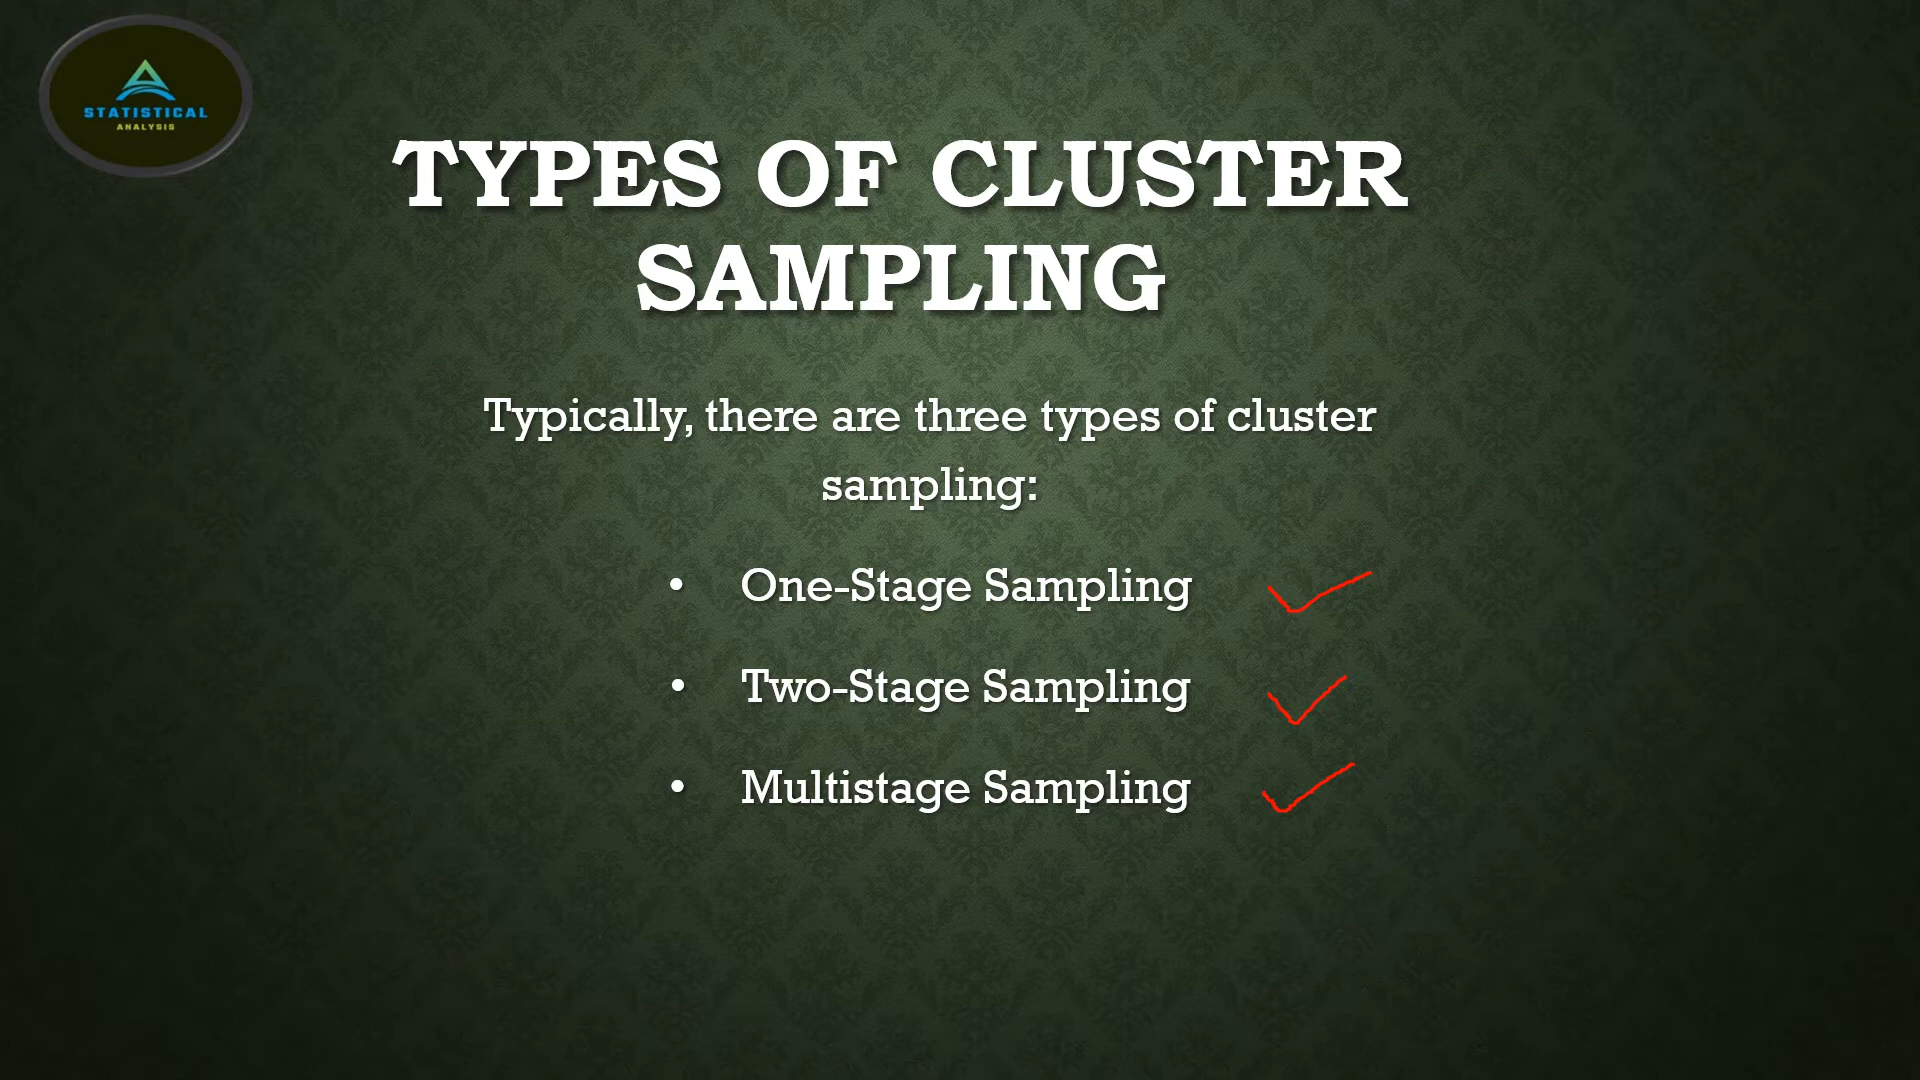 STATISTICAL
ANALYSIS
TYPES OF CLUSTER
SAMPLING
Typically, there are three types of cluster
sampling:
• One-Stage Sampling
• Two-Stage Sampling
• Multistage Sampling